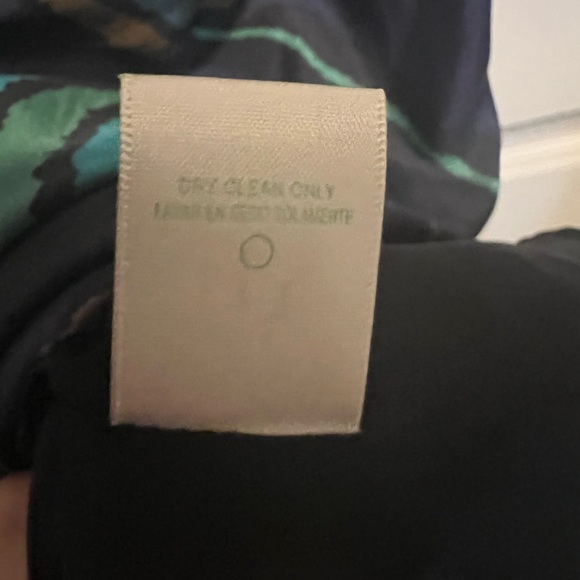 DRY CLEAN ONLY
LAVAR EN SECO SOLAMENTE